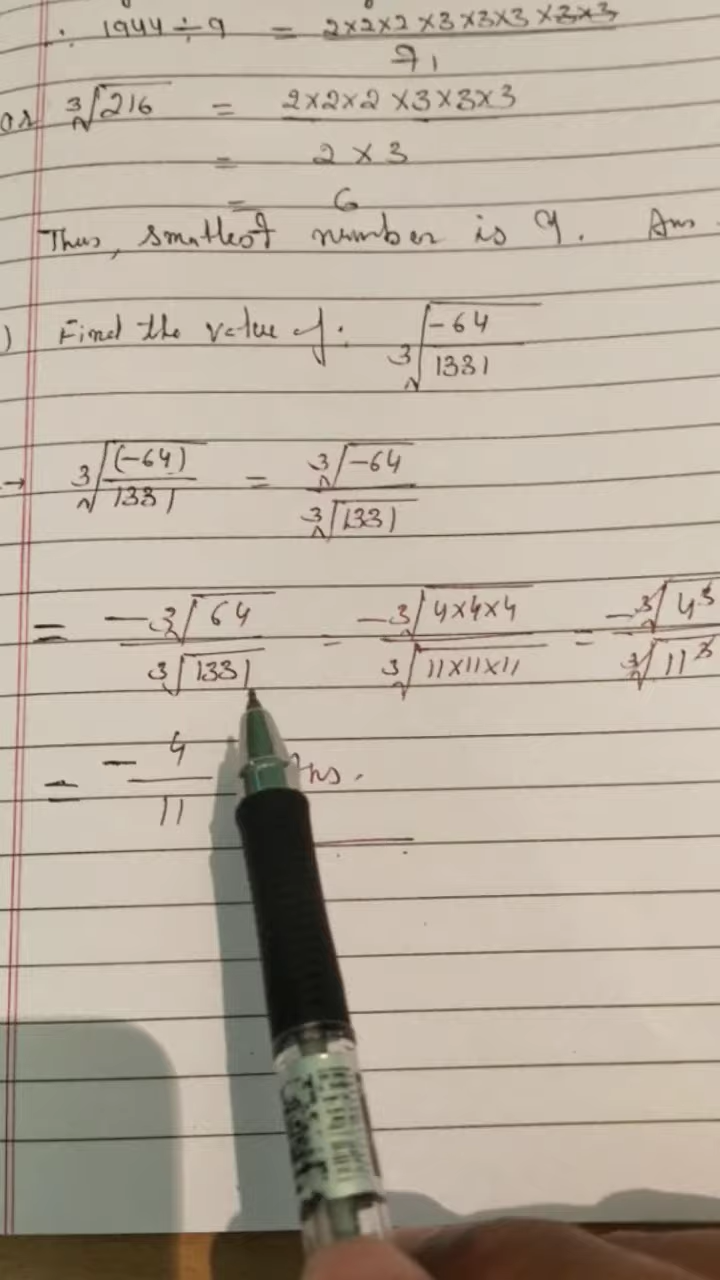 ∴ 1944 ÷ 9 = 2×2×2×3×3×3×3×3
9 1
or ∛216 = 2×2×2×3×3×3
= 2 × 3
= 6
Thus, smallest number is 9. Ans.
) Find the value of: ∛(-64/1331)
→ ∛((-64)/1331) = ∛-64 / ∛1331
= -∛64 / ∛1331 = -∛4×4×4 / ∛11×11×11 = -∛4³ / ∛11³
= -4/11 Ans.